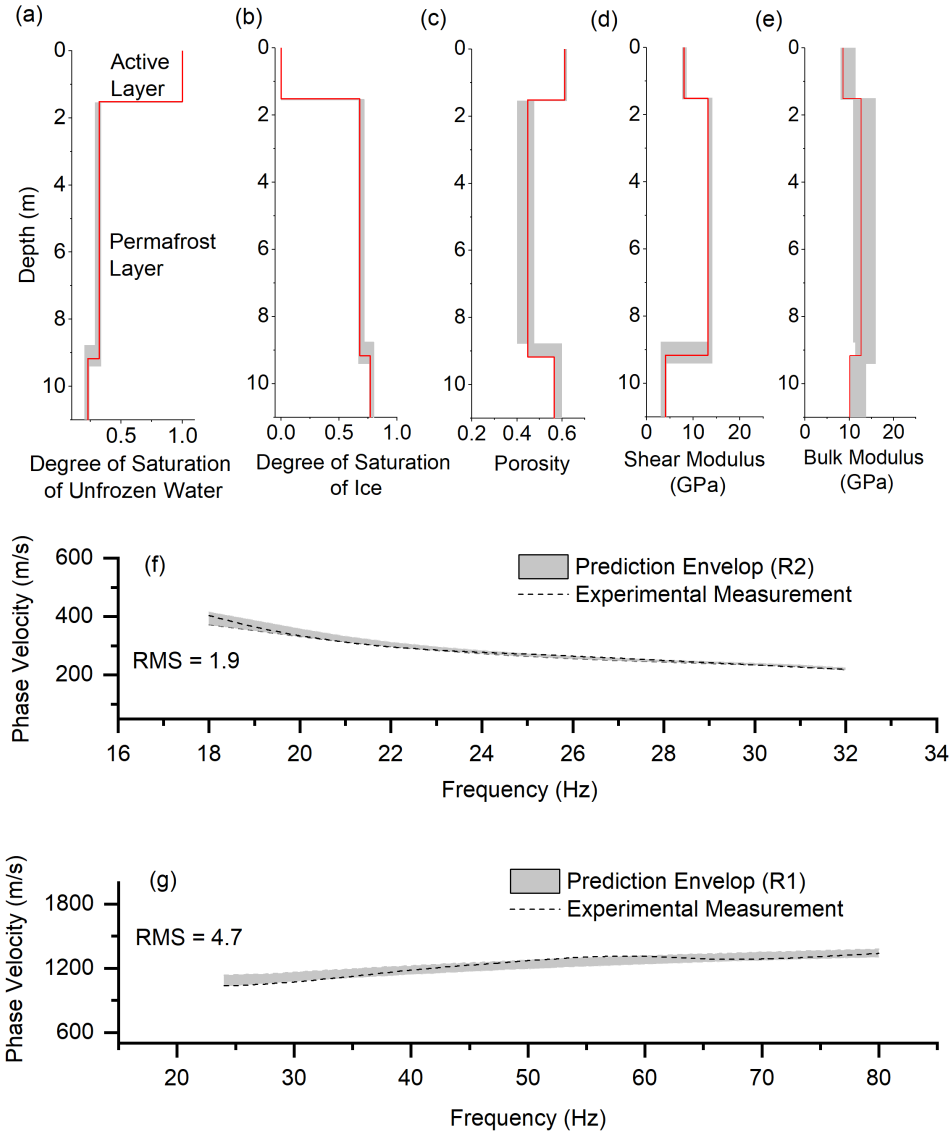 (a)
(b)
(c)
(d)
(e)
Active
Layer
Permafrost
Layer
Depth (m)
0
2
4
6
8
10
0.5
1.0
Degree of Saturation
of Unfrozen Water
0
2
4
6
8
10
0.0
0.5
1.0
Degree of Saturation
of Ice
0
2
4
6
8
10
0.2
0.4
0.6
Porosity
0
2
4
6
8
10
0
10
20
Shear Modulus
(GPa)
0
2
4
6
8
10
0
10
20
Bulk Modulus
(GPa)
(f)
Prediction Envelop (R2)
Experimental Measurement
RMS = 1.9
Phase Velocity (m/s)
600
400
200
16 18 20 22 24 26 28 30 32 34
Frequency (Hz)
(g)
Prediction Envelop (R1)
Experimental Measurement
RMS = 4.7
Phase Velocity (m/s)
1800
1200
600
20 30 40 50 60 70 80
Frequency (Hz)